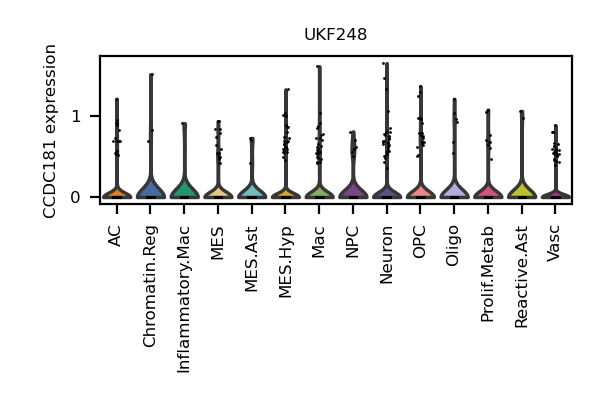 UKF248
CCDC181 expression
1
0
AC
Chromatin.Reg
Inflammatory.Mac
MES
MES.Ast
MES.Hyp
Mac
NPC
Neuron
OPC
Oligo
Prolif.Metab
Reactive.Ast
Vasc